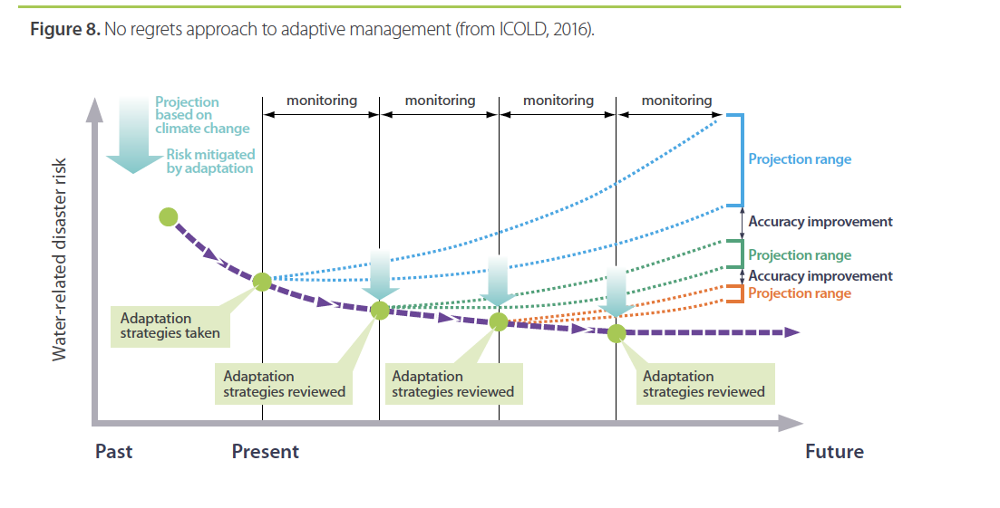 Figure 8. No regrets approach to adaptive management (from ICOLD, 2016).
Projection
based on
climate change
Risk mitigated
by adaptation
monitoring
monitoring
monitoring
monitoring
Water-related disaster risk
Projection range
Accuracy improvement
Projection range
Accuracy improvement
Projection range
Adaptation
strategies taken
Adaptation
strategies reviewed
Adaptation
strategies reviewed
Adaptation
strategies reviewed
Past
Present
Future